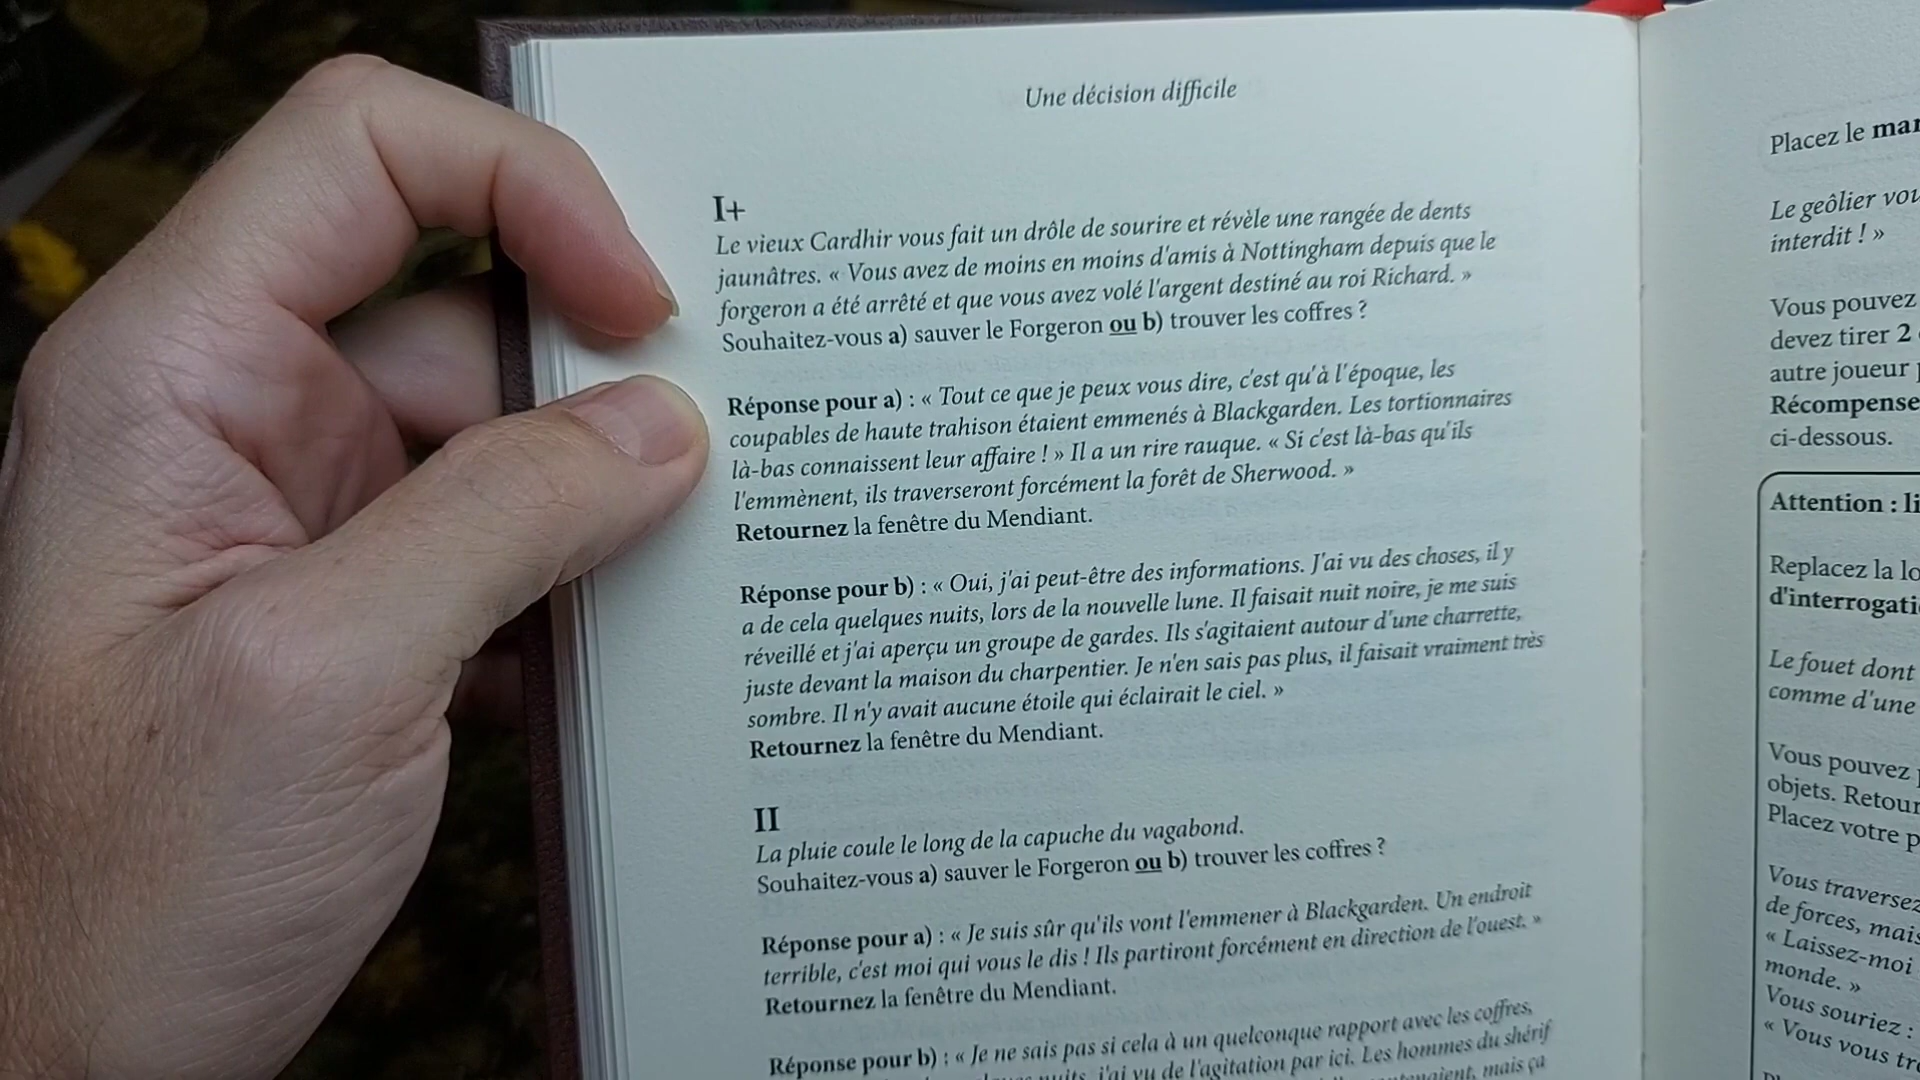 Une décision difficile
I+
Le vieux Cardhir vous fait un drôle de sourire et révèle une rangée de dents
jaunâtres. « Vous avez de moins en moins d'amis à Nottingham depuis que le
forgeron a été arrêté et que vous avez volé l'argent destiné au roi Richard. »
Souhaitez-vous a) sauver le Forgeron ou b) trouver les coffres ?
Réponse pour a) : « Tout ce que je peux vous dire, c'est qu'à l'époque, les
coupables de haute trahison étaient emmenés à Blackgarden. Les tortionnaires
là-bas connaissent leur affaire ! » Il a un rire rauque. « Si c'est là-bas qu'ils
l'emmènent, ils traverseront forcément la forêt de Sherwood. »
Retournez la fenêtre du Mendiant.
Réponse pour b) : « Oui, j'ai peut-être des informations. J'ai vu des choses, il y
a de cela quelques nuits, lors de la nouvelle lune. Il faisait nuit noire, je me suis
réveillé et j'ai aperçu un groupe de gardes. Ils s'agitaient autour d'une charrette,
juste devant la maison du charpentier. Je n'en sais pas plus, il faisait vraiment très
sombre. Il n'y avait aucune étoile qui éclairait le ciel. »
Retournez la fenêtre du Mendiant.
II
La pluie coule le long de la capuche du vagabond.
Souhaitez-vous a) sauver le Forgeron ou b) trouver les coffres ?
Réponse pour a) : « Je suis sûr qu'ils vont l'emmener à Blackgarden. Un endroit
terrible, c'est moi qui vous le dis ! Ils partiront forcément en direction de l'ouest. »
Retournez la fenêtre du Mendiant.
Réponse pour b) : « Je ne sais pas si cela à un quelconque rapport avec les coffres,
nuits, j'ai vu de l'agitation par ici. Les hommes du shérif
mais ça
Placez le
Le geôlier
interdit ! »
Vous pouvez
devez tirer 2
autre joueur
Récompense
ci-dessous.
Attention :
Replacez la
Le fouet dont
comme d'une
Vous pouvez
objets.
Placez votre
Vous traversez
de forces, mais
« Laissez-moi
monde. »
Vous souriez :
« Vous vous